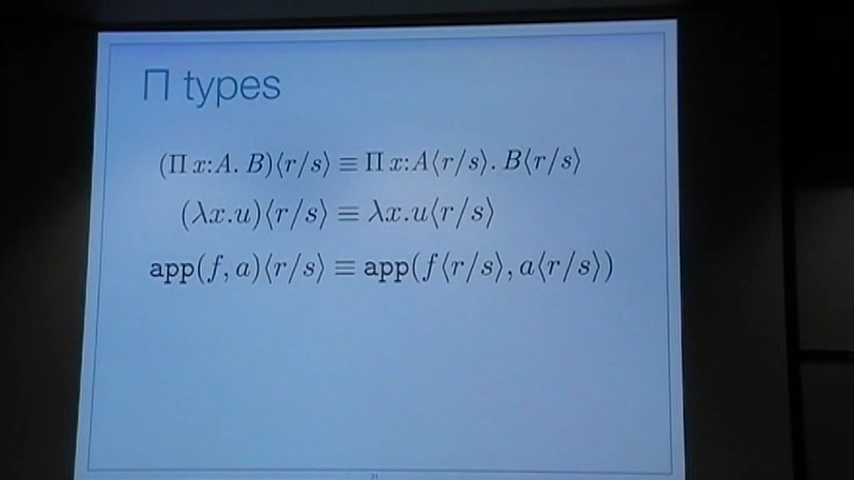 Π types
(Π x:A. B)⟨r/s⟩ ≡ Π x:A⟨r/s⟩. B⟨r/s⟩
(λx.u)⟨r/s⟩ ≡ λx.u⟨r/s⟩
app(f, a)⟨r/s⟩ ≡ app(f⟨r/s⟩, a⟨r/s⟩)